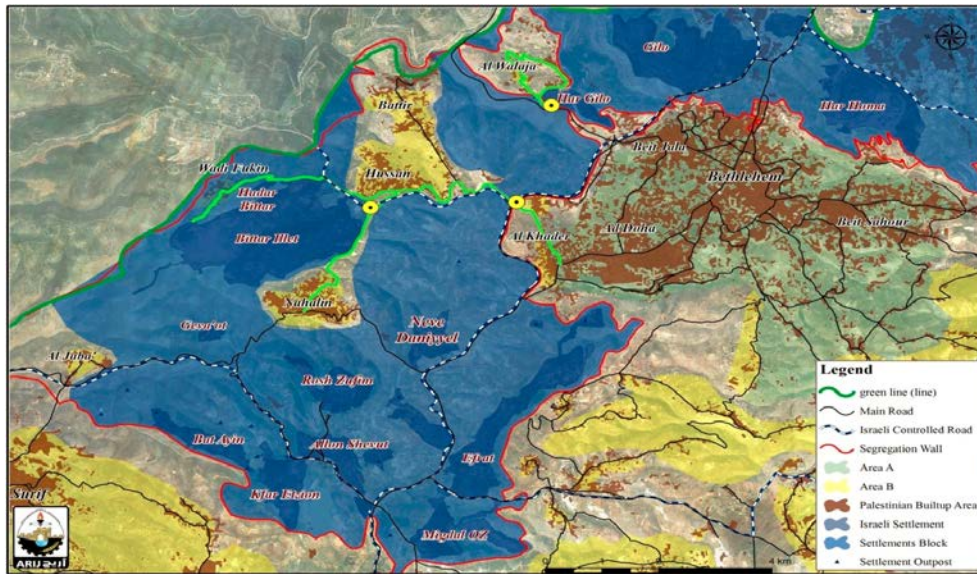 Gilo
Al Walaja
Har Gilo
Har Homa
Battir
Beit Jala
Wadi Fukin
Hussan
Bethlehem
Hadar
Bittar
Bittar Illet
Al Khader
Ad Doha
Beit Sahour
Nahalin
Neve
Daniyyel
Geva'ot
Al Jaba'
Rosh Zufim
Bat Ayin
Allon Shevut
Efrat
Kfar Etzion
Surif
Migdal OZ
Legend
green line (line)
Main Road
Israeli Controlled Road
Segregation Wall
Area A
Area B
Palestinian Builtup Area
Israeli Settlement
Settlements Block
Settlement Outpost
4 km
ARIJ أريج